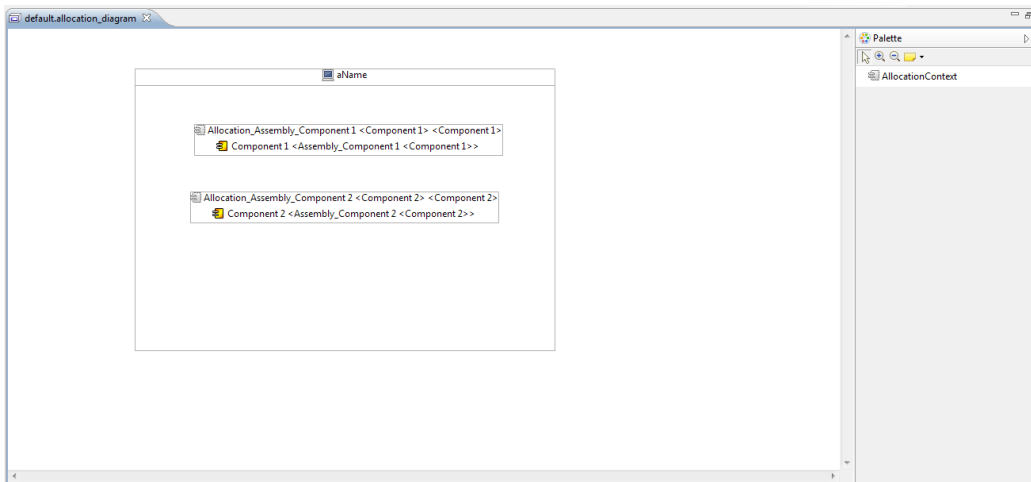 default.allocation_diagram
Palette
AllocationContext
aName
Allocation_Assembly_Component 1 <Component 1> <Component 1>
Component 1 <Assembly_Component 1 <Component 1>>
Allocation_Assembly_Component 2 <Component 2> <Component 2>
Component 2 <Assembly_Component 2 <Component 2>>